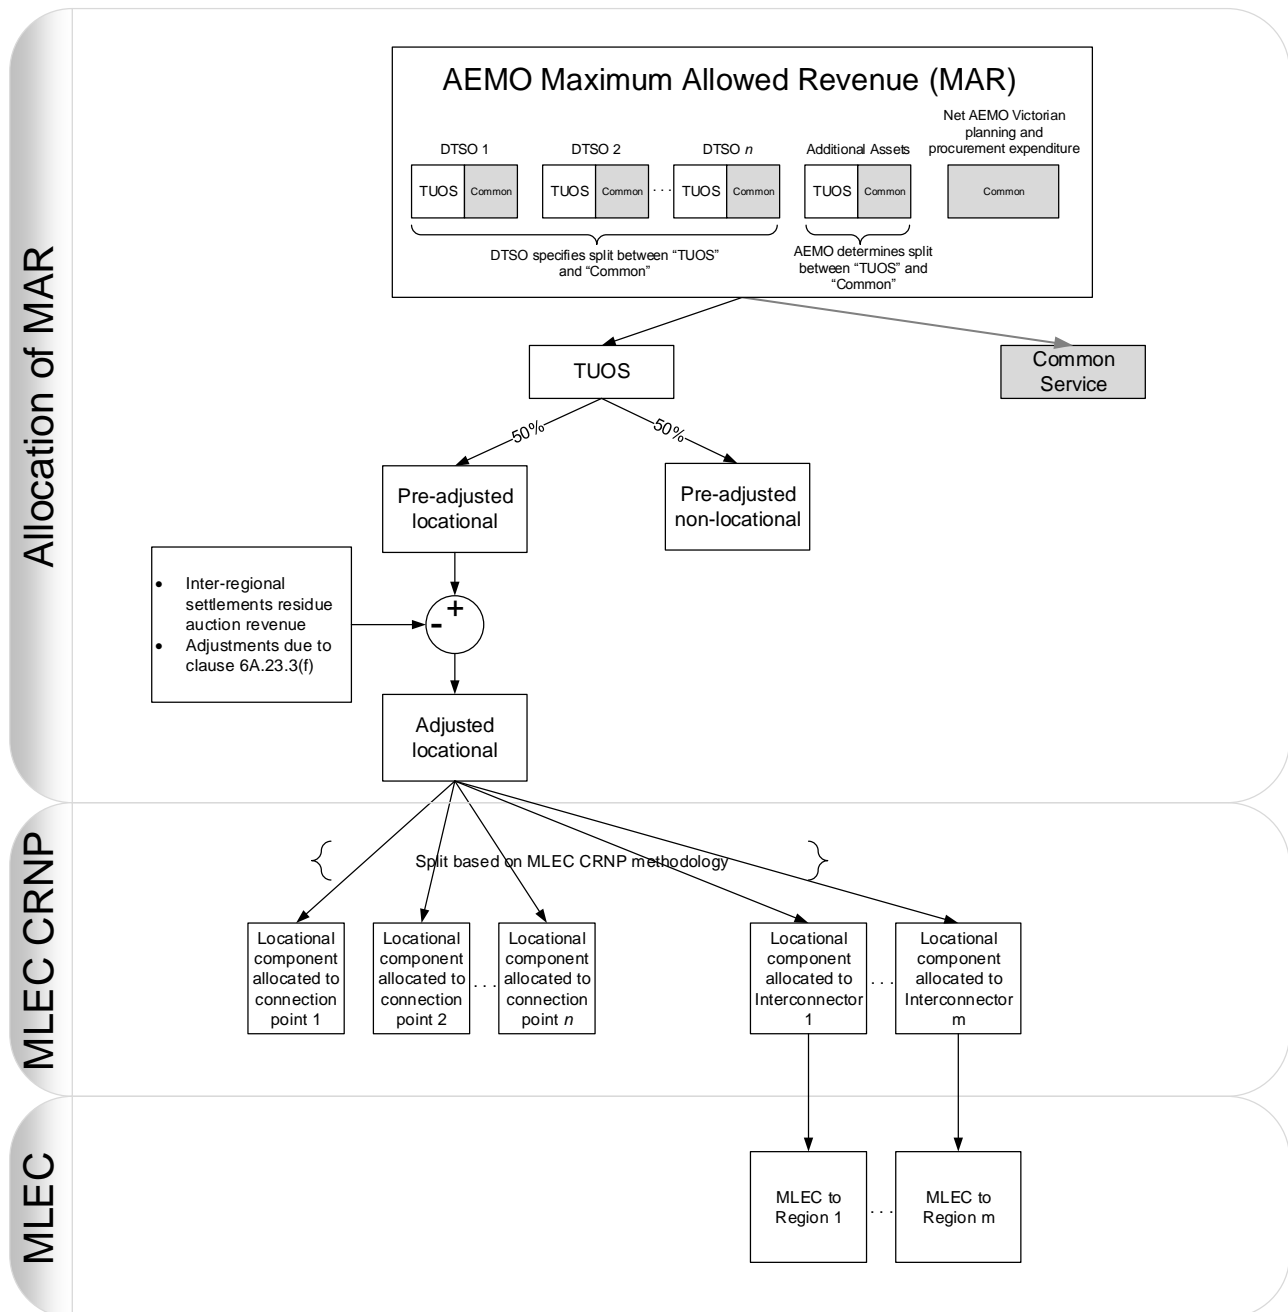 Allocation of MAR
AEMO Maximum Allowed Revenue (MAR)
DTSO 1
TUOS
Common
DTSO 2
TUOS
Common
. . .
DTSO n
TUOS
Common
Additional Assets
TUOS
Common
Net AEMO Victorian
planning and
procurement expenditure
Common
DTSO specifies split between “TUOS”
and “Common”
AEMO determines split
between “TUOS” and
“Common”
TUOS
Common
Service
50%
50%
Pre-adjusted
locational
Pre-adjusted
non-locational
• Inter-regional
settlements residue
auction revenue
• Adjustments due to
clause 6A.23.3(f)
+
-
Adjusted
locational
MLEC CRNP
Split based on MLEC CRNP methodology
Locational
component
allocated to
connection
point 1
Locational
component
allocated to
connection
point 2
. . .
Locational
component
allocated to
connection
point n
Locational
component
allocated to
Interconnector
1
. . .
Locational
component
allocated to
Interconnector
m
MLEC
MLEC to
Region 1
. . .
MLEC to
Region m